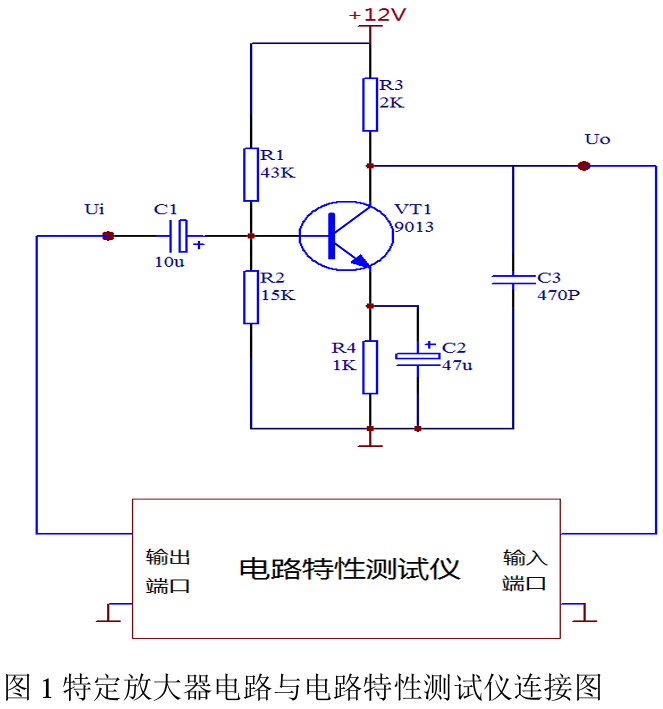 +12V
R3
2K
Uo
R1
43K
Ui
C1
VT1
9013
10u
R2
15K
C3
470P
R4
1K
+
C2
47u
+
输出
端口
电路特性测试仪
输入
端口
图 1 特定放大器电路与电路特性测试仪连接图